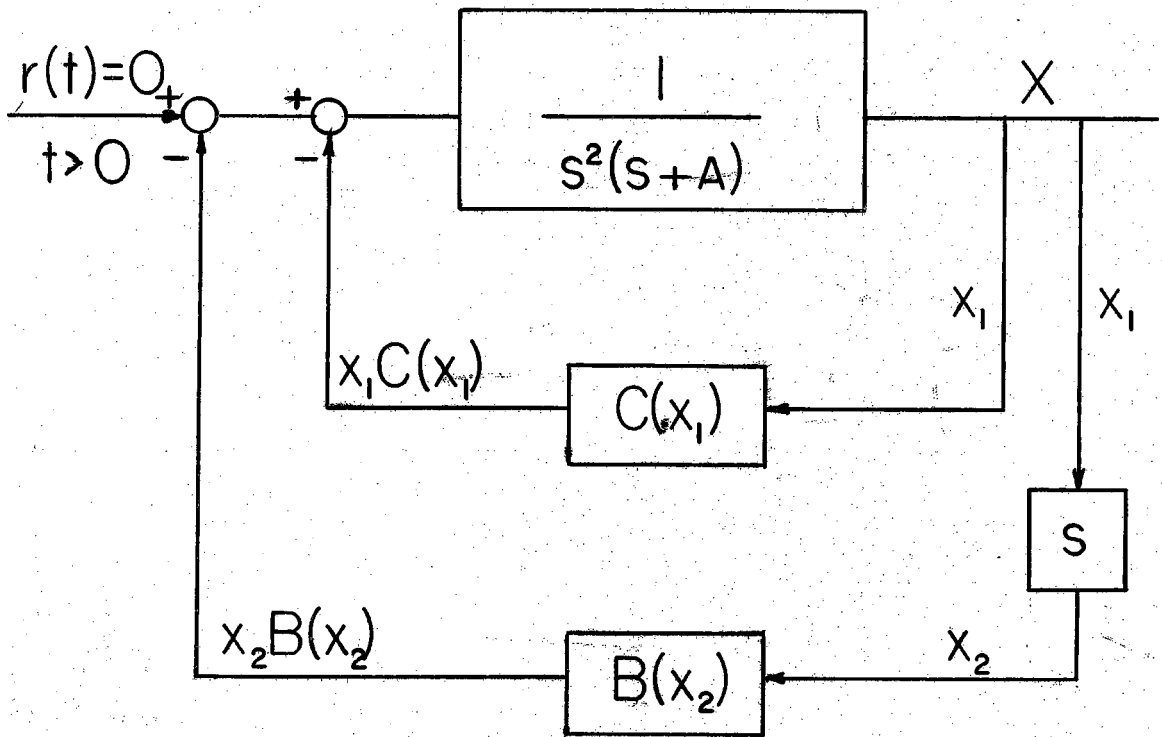 r(t)=0
t>0
+
-
+
-
1
s²(s+A)
X
x₁
x₁
x₁C(x₁)
C(x₁)
s
x₂B(x₂)
x₂
B(x₂)